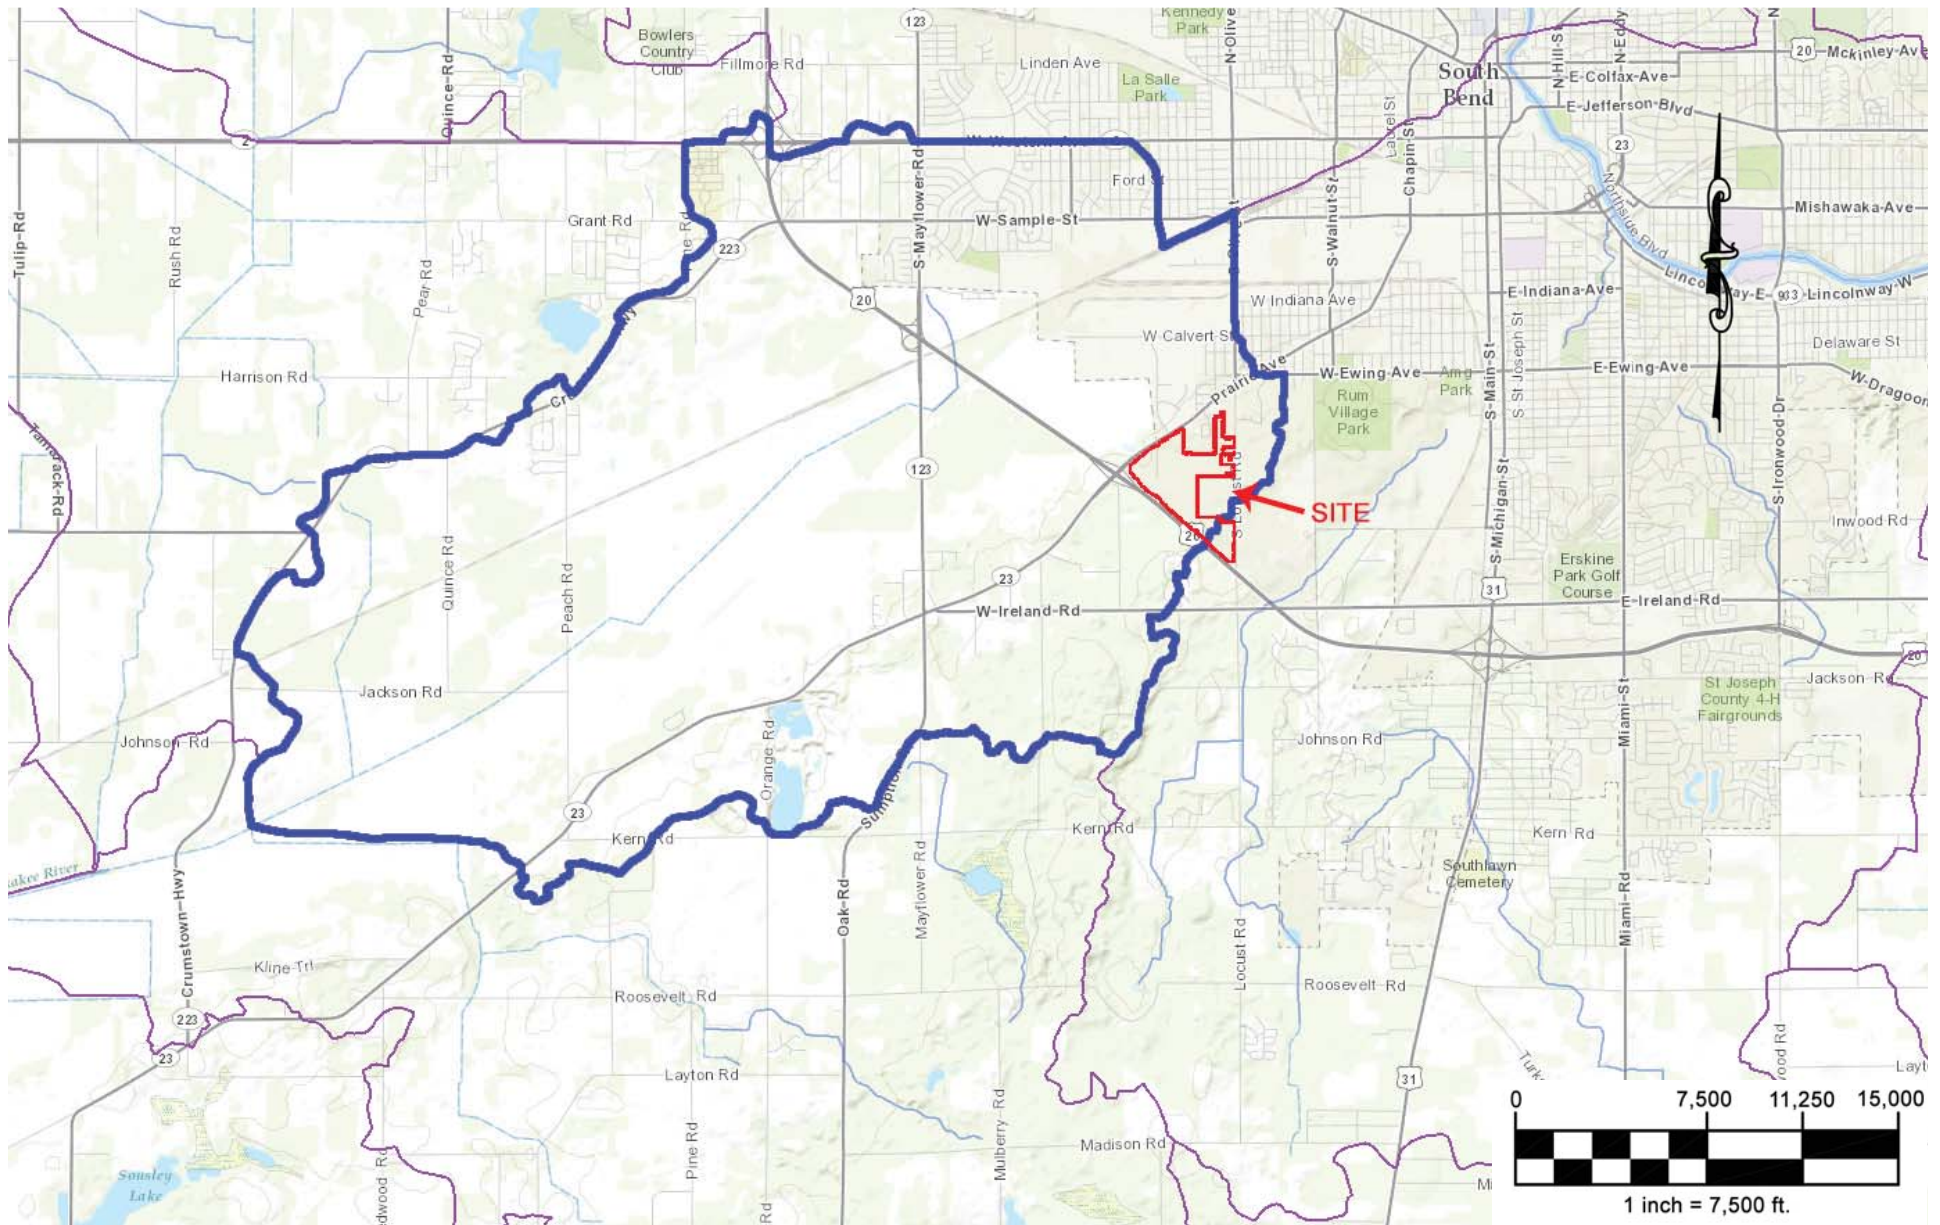 123
Kennedy
Park
Bowlers
Country
Club
Fillmore Rd
Linden Ave
La Salle
Park
N-Olive
South
Bend
N-Hill-S
N-Eddy
20
Mckinley-Ave
E-Colfax-Ave
E-Jefferson-Blvd
Quince-Rd
2
Laurel St
Chapin-St
23
Ford St
Northside Blvd
Mishawaka-Ave
Tulip-Rd
Rush Rd
Grant-Rd
223
S-Mayflower-Rd
W-Sample-St
S-Walnut-St
Pear Rd
20
W Indiana Ave
E-Indiana-Ave
933
Lincolnway-W
W Calvert St
S St Joseph St
Delaware St
Harrison Rd
Prairie Ave
W-Ewing-Ave
Rum
Village
Park
Park
S-Main-St
E-Ewing-Ave
W-Dragoon
Tamarack-Rd
123
SITE
S-Michigan-St
S-Ironwood-Dr
Inwood Rd
Quince Rd
Peach Rd
23
Erskine
Park Golf
Course
31
W-Ireland-Rd
E-Ireland-Rd
20
Jackson Rd
St Joseph
County 4-H
Fairgrounds
Jackson Rd
Johnson Rd
Orange Rd
Johnson Rd
Miami-St
23
Kern Rd
Kern Rd
Kern Rd
Southlawn
Cemetery
Crumstown-Hwy
Oak-Rd
Mayflower Rd
Locust Rd
Miami-Rd
Kline-Trl
Roosevelt Rd
Roosevelt Rd
223
23
Layton Rd
31
Mulberry Rd
Pine Rd
Madison Rd
Sousley
Lake
Rd
0 7,500 11,250 15,000
1 inch = 7,500 ft.